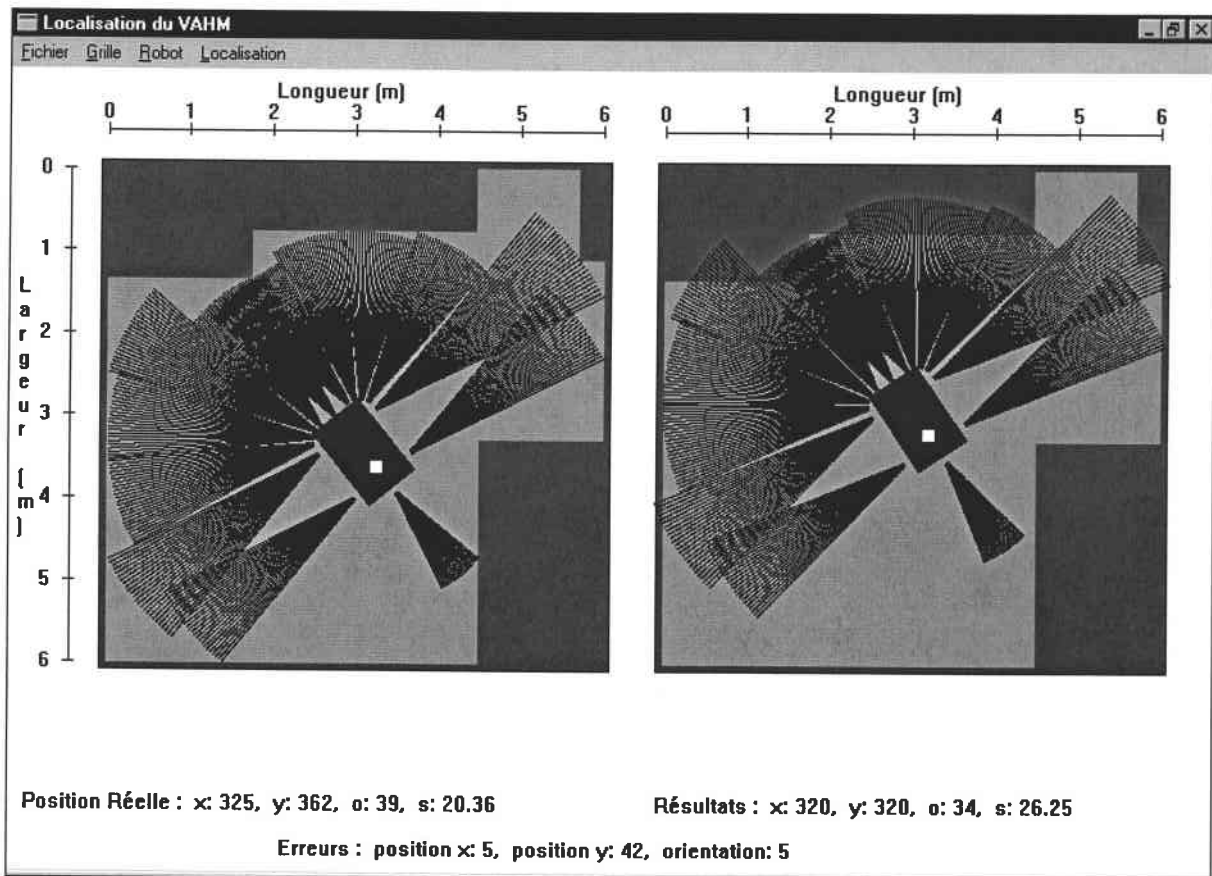 Localisation du VAHM
Fichier Grille Robot Localisation
Longueur (m)
0 1 2 3 4 5 6
Longueur (m)
0 1 2 3 4 5 6
Largeur (m)
0
1
2
3
4
5
6
Position Réelle : x: 325, y: 362, o: 39, s: 20.36
Résultats : x: 320, y: 320, o: 34, s: 26.25
Erreurs : position x: 5, position y: 42, orientation: 5